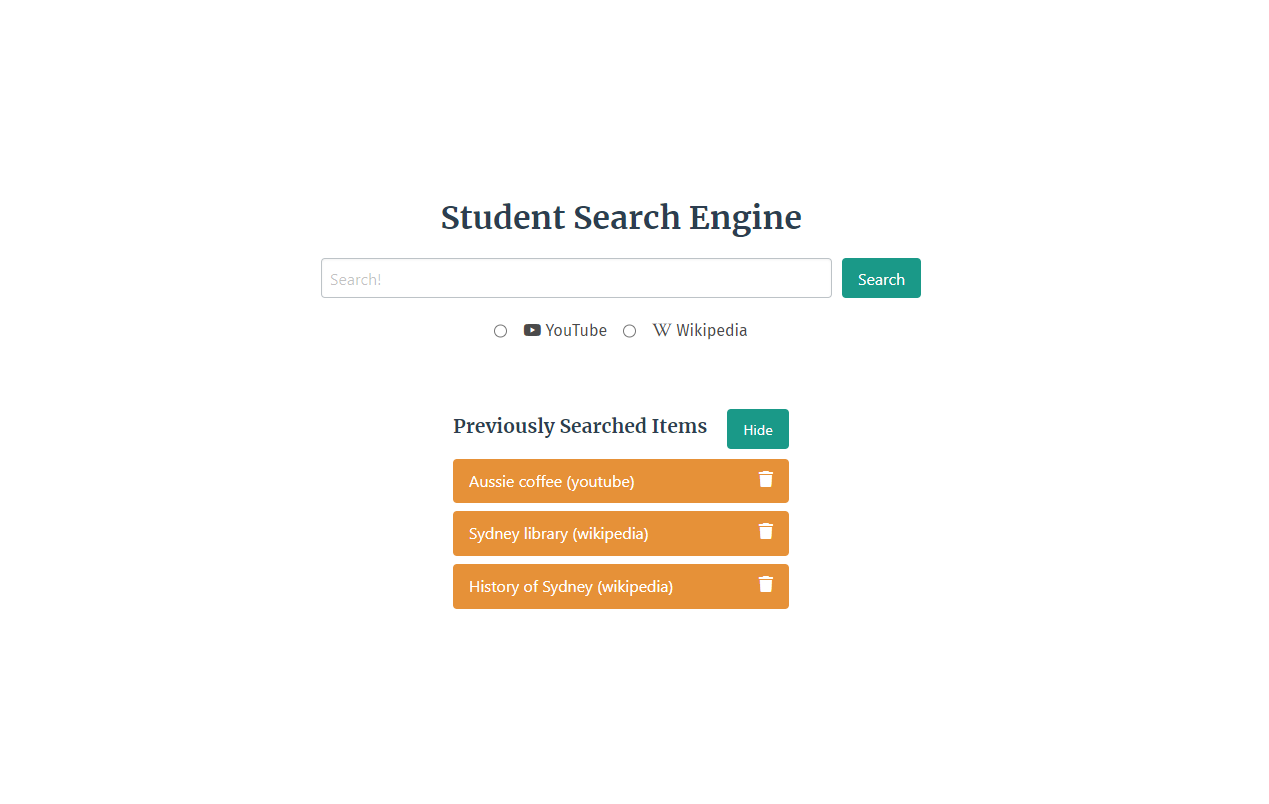 Student Search Engine
Search! Search
YouTube Wikipedia
Previously Searched Items Hide
Aussie coffee (youtube)
Sydney library (wikipedia)
History of Sydney (wikipedia)